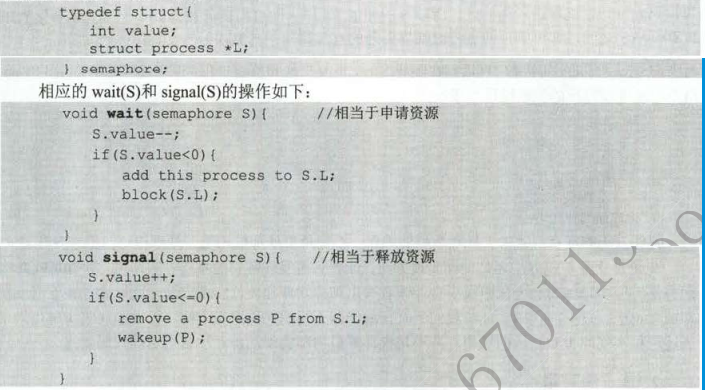 typedef struct{
int value;
struct process *L;
} semaphore;
相应的 wait(S)和 signal(S)的操作如下：
void wait(semaphore S){ //相当于申请资源
S.value--;
if(S.value<0){
add this process to S.L;
block(S.L);
}
}
void signal(semaphore S){ //相当于释放资源
S.value++;
if(S.value<=0){
remove a process P from S.L;
wakeup(P);
}
}